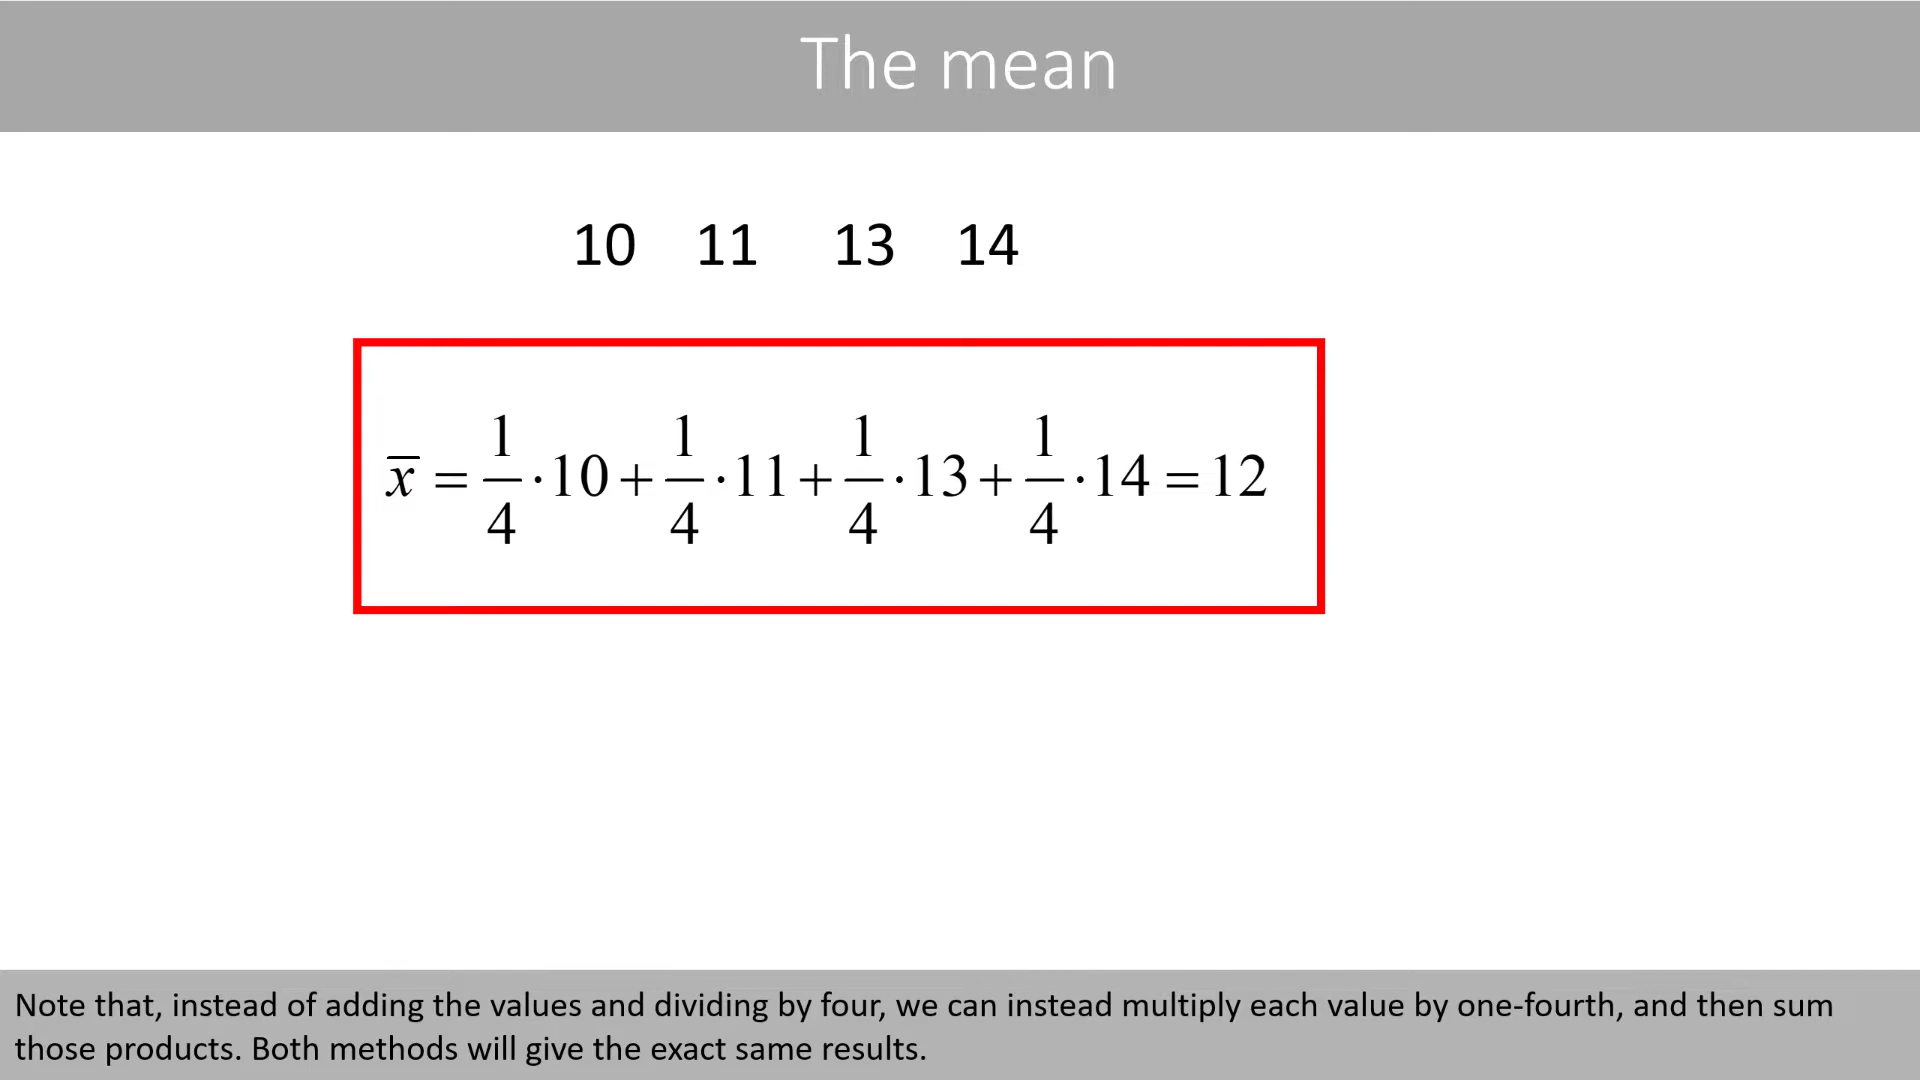 The mean
10 11 13 14
x̄ = 1/4 · 10 + 1/4 · 11 + 1/4 · 13 + 1/4 · 14 = 12
Note that, instead of adding the values and dividing by four, we can instead multiply each value by one-fourth, and then sum
those products. Both methods will give the exact same results.